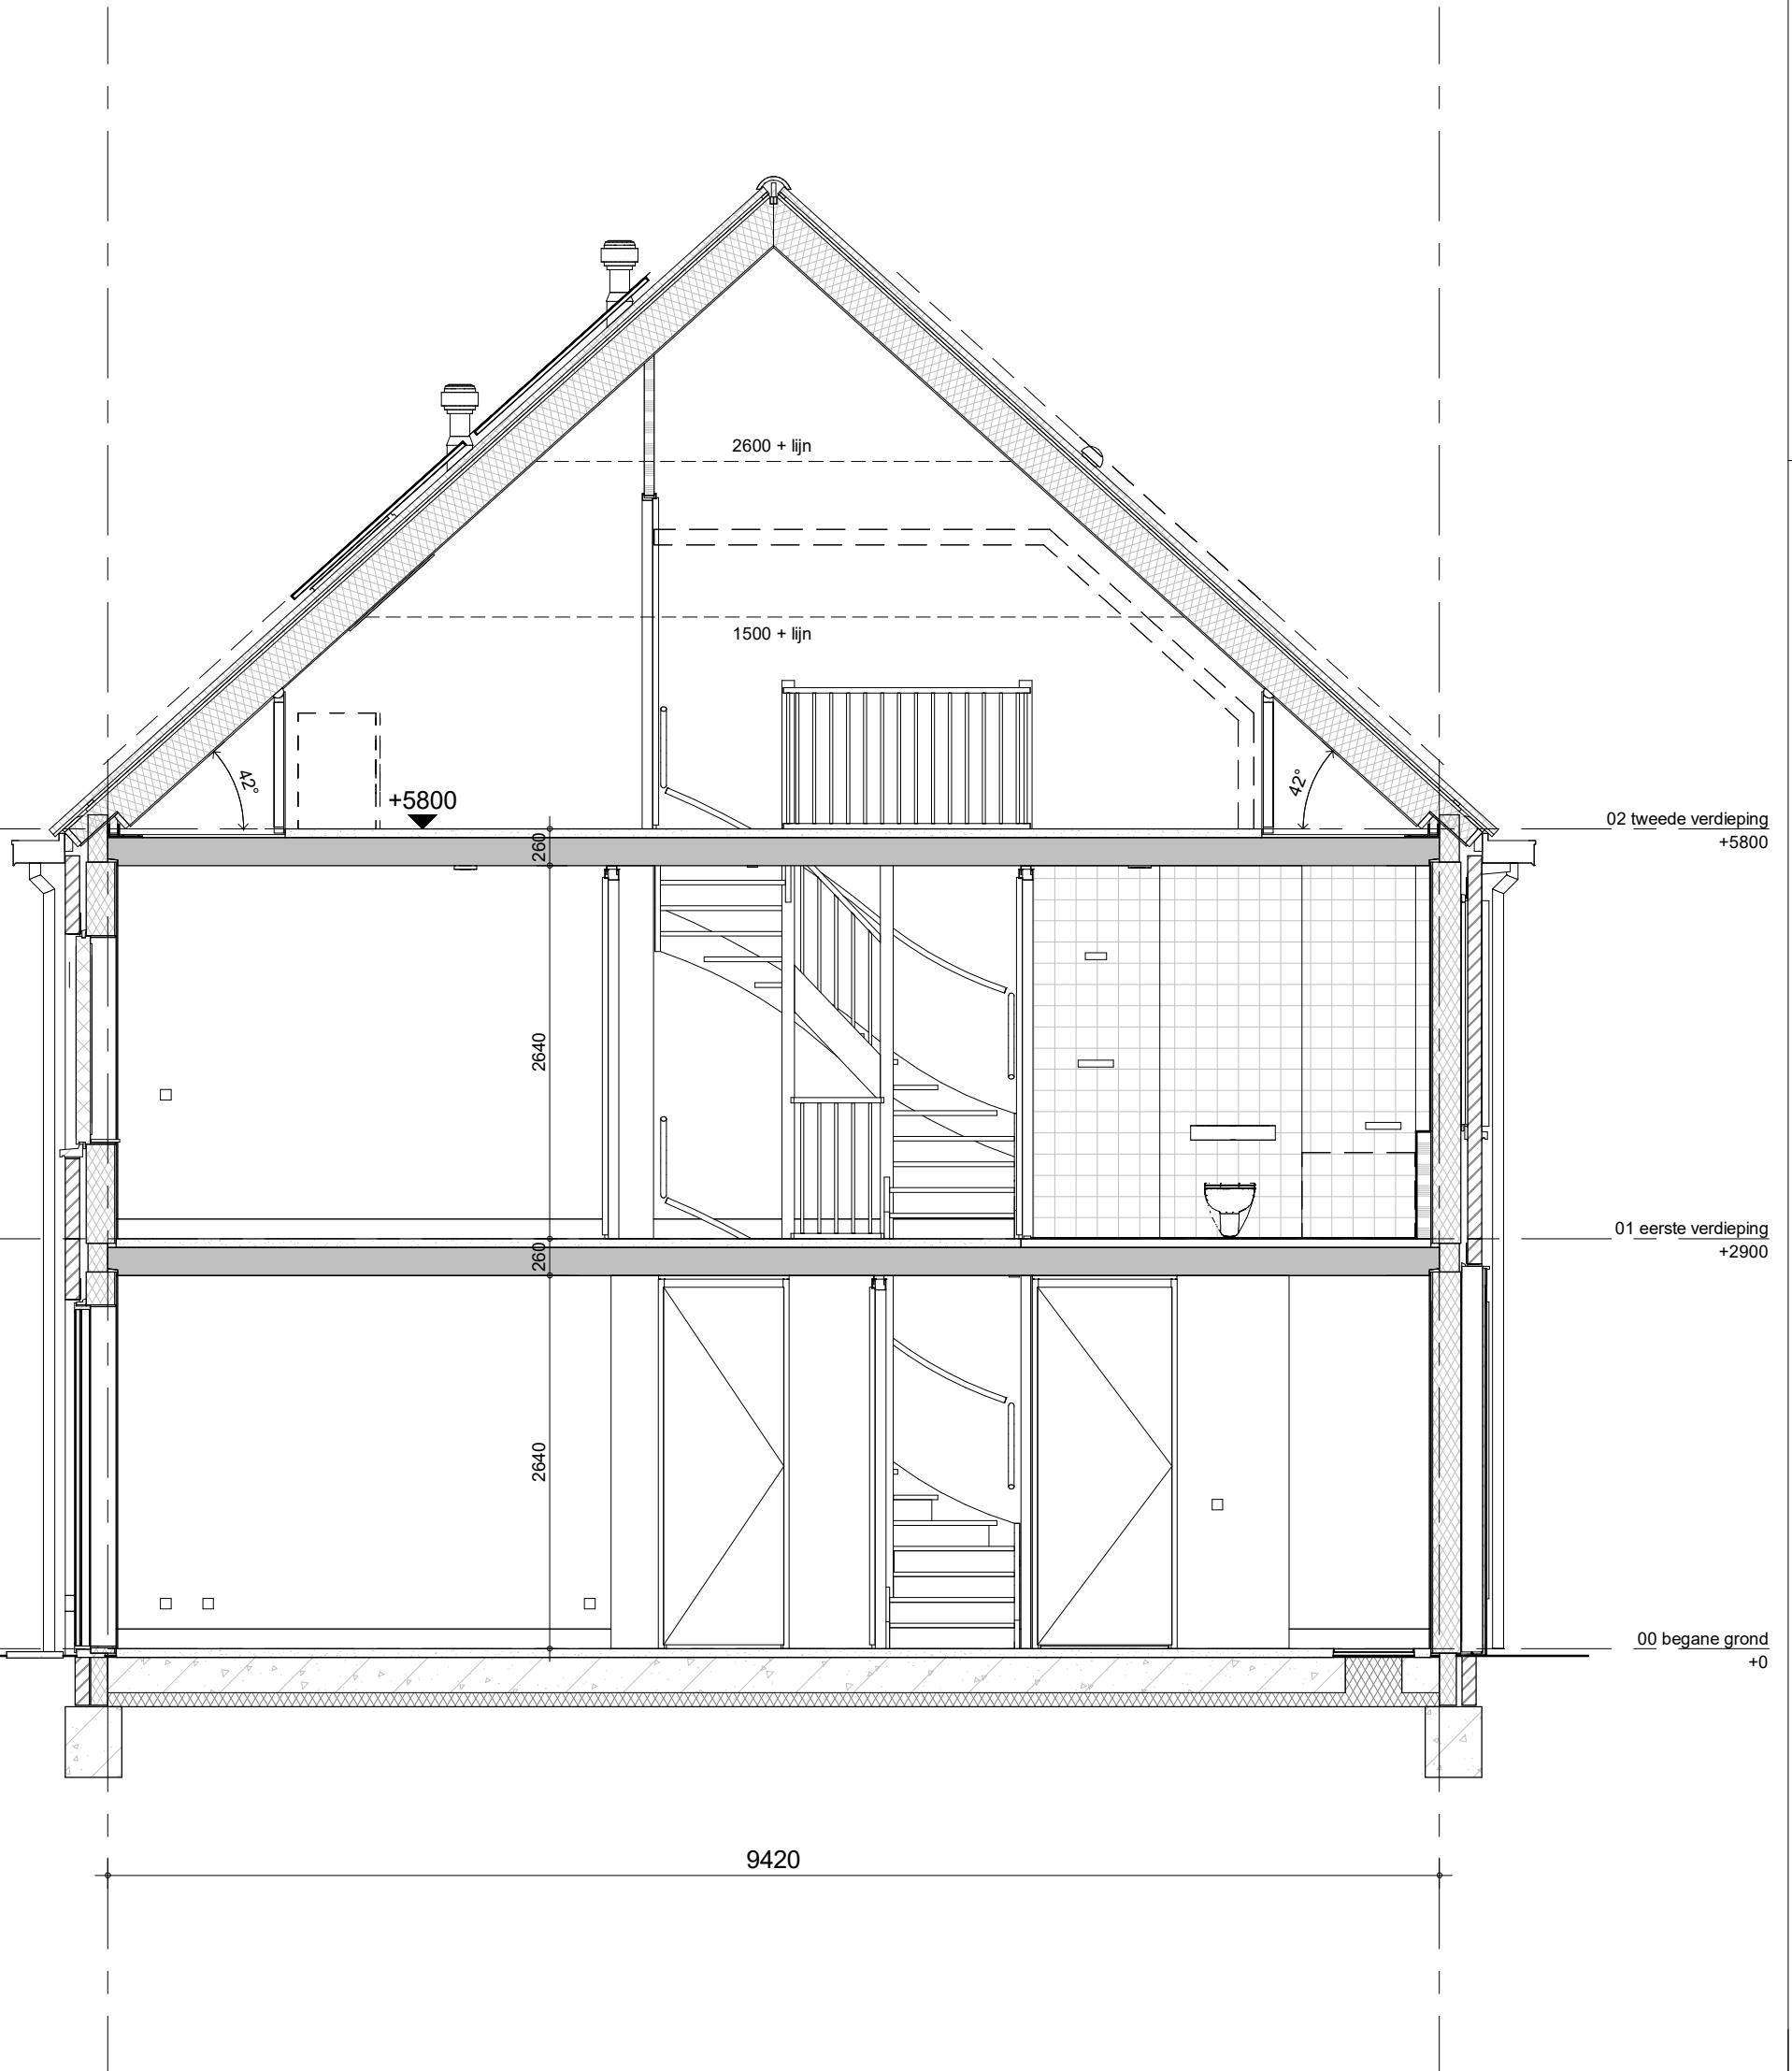 2600 + lijn
1500 + lijn
42°
42°
+5800
02 tweede verdieping
+5800
260
2640
01 eerste verdieping
+2900
260
2640
00 begane grond
+0
9420